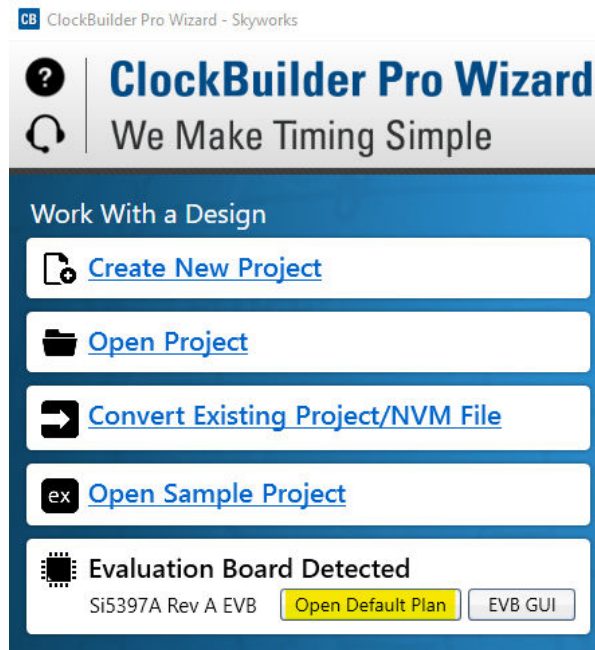 CB ClockBuilder Pro Wizard - Skyworks
? ClockBuilder Pro Wizard
We Make Timing Simple
Work With a Design
Create New Project
Open Project
Convert Existing Project/NVM File
ex Open Sample Project
Evaluation Board Detected
Si5397A Rev A EVB Open Default Plan EVB GUI